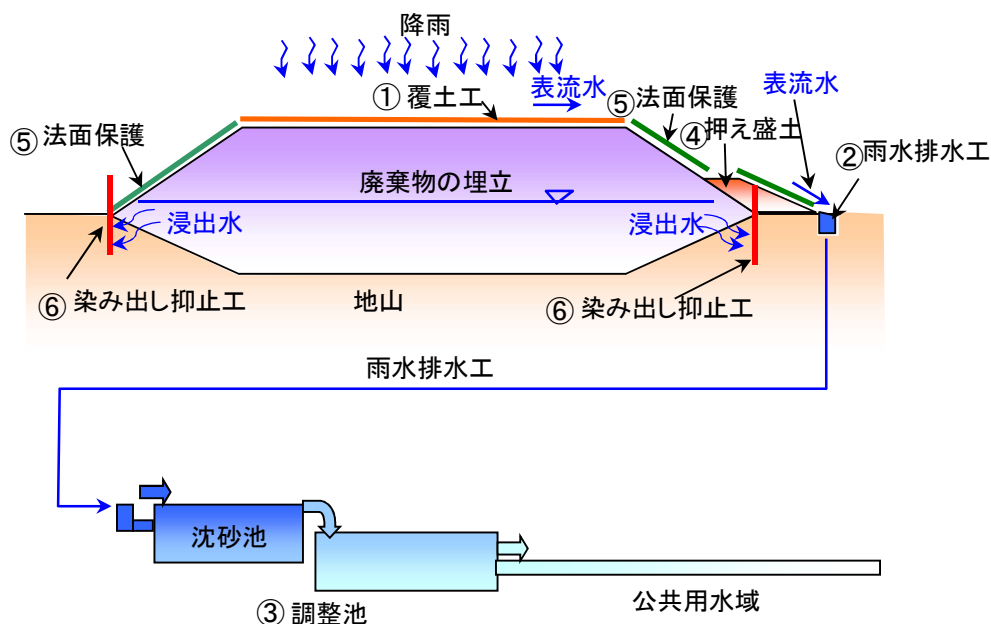 降雨
表流水
表流水
① 覆土工
⑤ 法面保護
⑤ 法面保護
④ 押え盛土
② 雨水排水工
廃棄物の埋立
浸出水
浸出水
⑥ 染み出し抑止工
地山
⑥ 染み出し抑止工
雨水排水工
沈砂池
③ 調整池
公共用水域